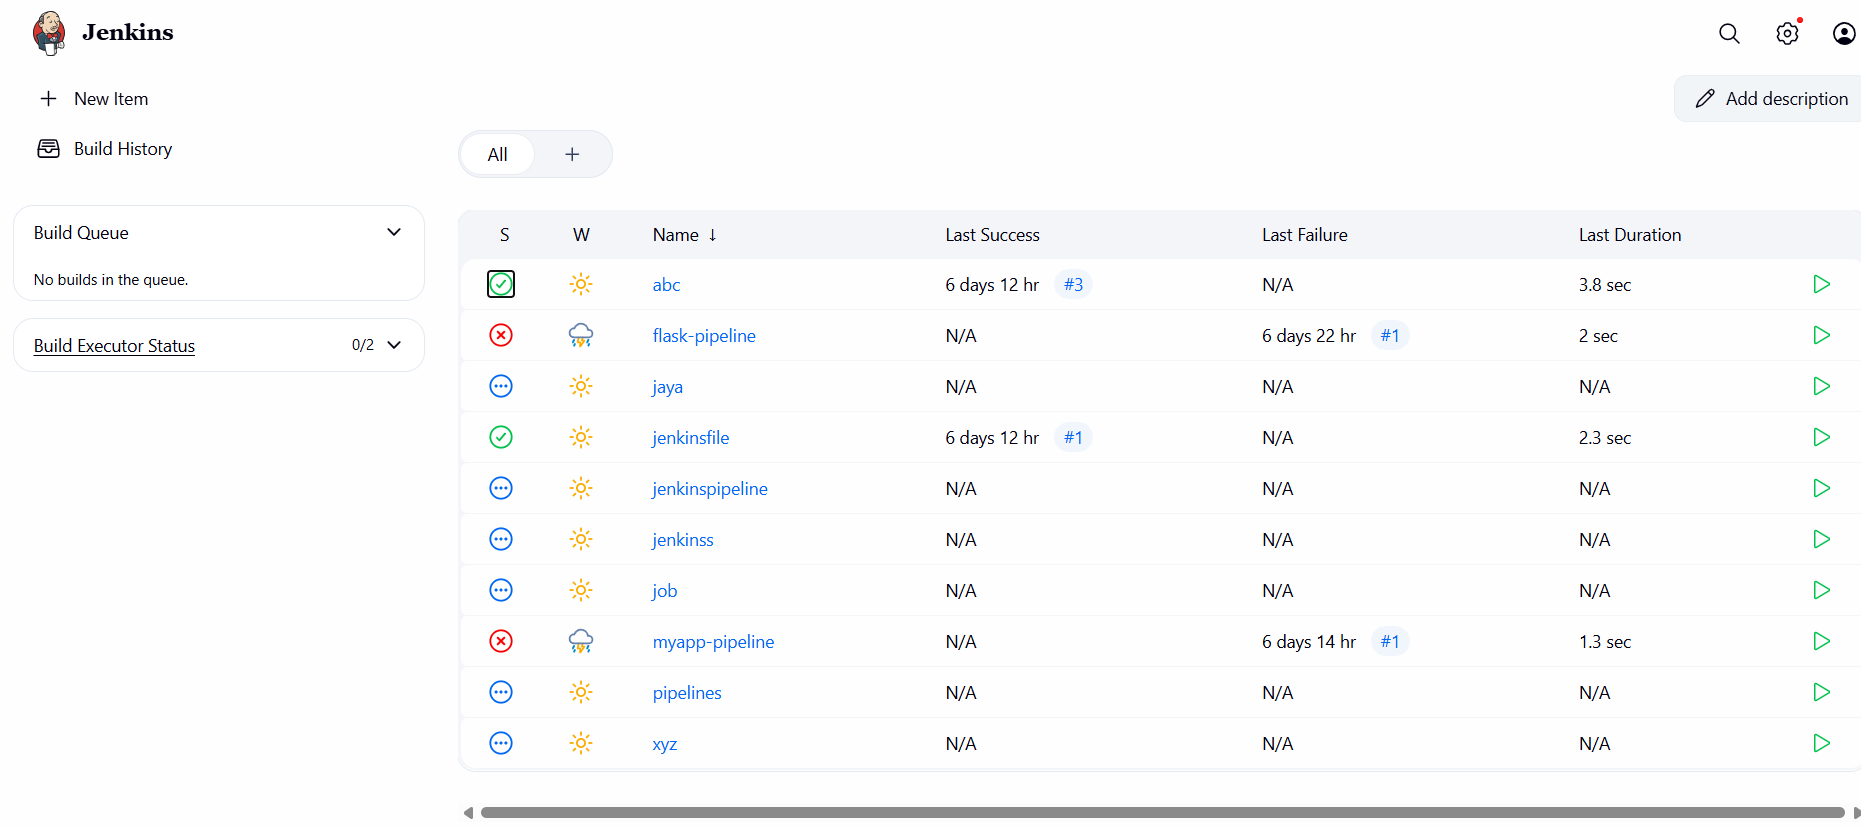 Jenkins
New Item
Add description
Build History
All +
Build Queue
No builds in the queue.
Build Executor Status 0/2
S W Name ↓ Last Success Last Failure Last Duration
abc 6 days 12 hr #3 N/A 3.8 sec
flask-pipeline N/A 6 days 22 hr #1 2 sec
jaya N/A N/A N/A
jenkinsfile 6 days 12 hr #1 N/A 2.3 sec
jenkinspipeline N/A N/A N/A
jenkinss N/A N/A N/A
job N/A N/A N/A
myapp-pipeline N/A 6 days 14 hr #1 1.3 sec
pipelines N/A N/A N/A
xyz N/A N/A N/A